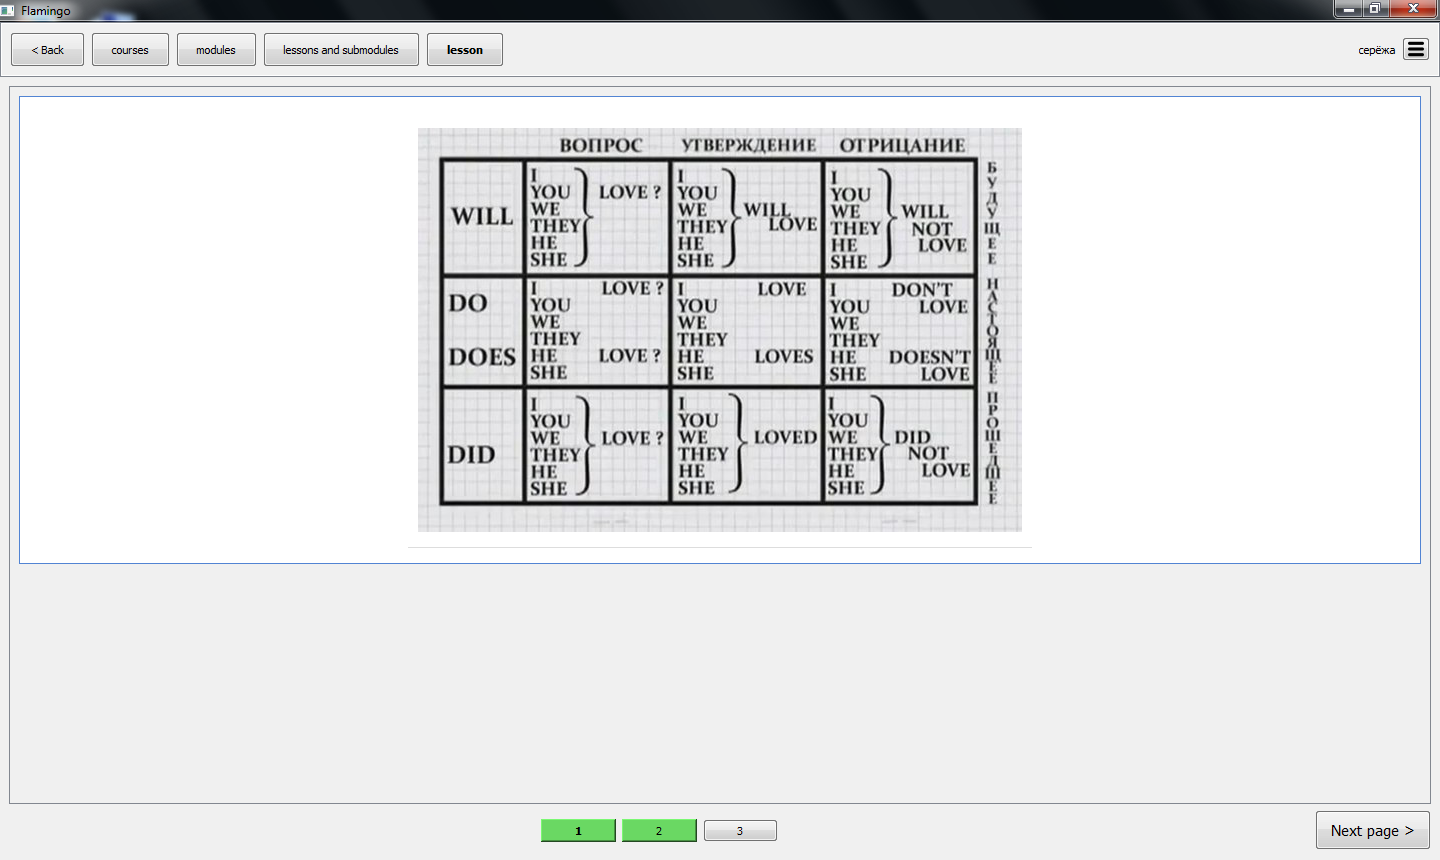 Flamingo
< Back
courses
modules
lessons and submodules
lesson
серёжа
ВОПРОС
УТВЕРЖДЕНИЕ
ОТРИЦАНИЕ
WILL
I
YOU
WE
THEY
HE
SHE
LOVE ?
I
YOU
WE
THEY
HE
SHE
WILL
LOVE
I
YOU
WE
THEY
HE
SHE
WILL
NOT
LOVE
БУДУЩЕЕ
DO
DOES
I
YOU
WE
THEY
HE
SHE
LOVE ?
LOVE ?
I
YOU
WE
THEY
HE
SHE
LOVE
LOVES
I
YOU
WE
THEY
HE
SHE
DON'T
LOVE
DOESN'T
LOVE
НАСТОЯЩЕЕ
DID
I
YOU
WE
THEY
HE
SHE
LOVE ?
I
YOU
WE
THEY
HE
SHE
LOVED
I
YOU
WE
THEY
HE
SHE
DID
NOT
LOVE
ПРОШЕДШЕЕ
1
2
3
Next page >